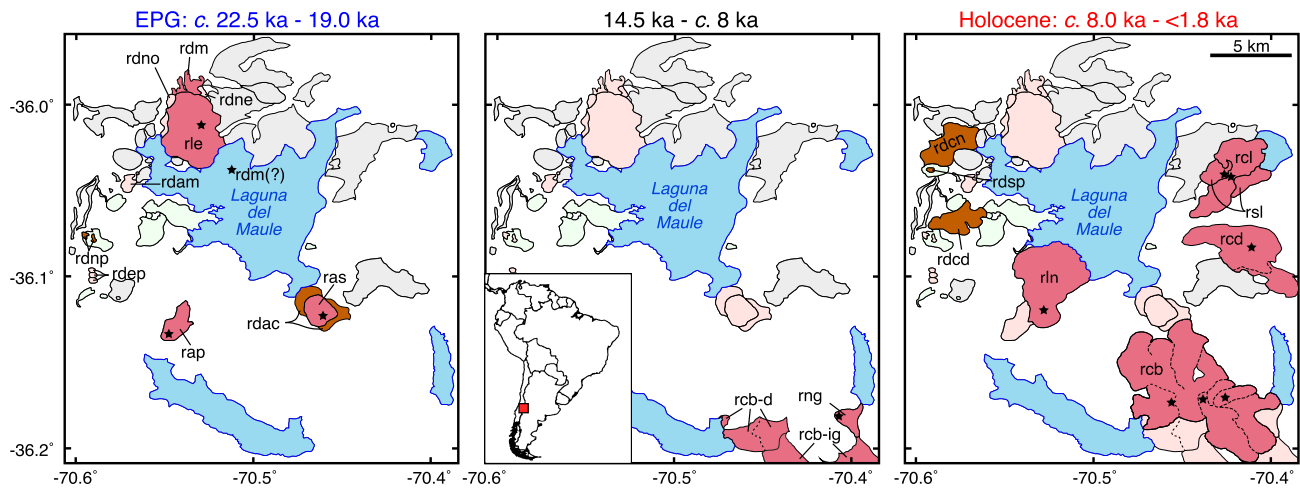 EPG: c. 22.5 ka - 19.0 ka
14.5 ka - c. 8 ka
Holocene: c. 8.0 ka - <1.8 ka
-36.0
-36.1
-36.2
rdm
rdno
rdne
rle
rdm(?)
rdam
Laguna
del
Maule
rdnp
rdep
ras
rdac
rap
-70.6
-70.5
-70.4
Laguna
del
Maule
rcb-d
rng
rcb-ig
-70.6
-70.5
-70.4
5 km
rdcn
rcl
rdsp
rsl
Laguna
del
Maule
rdcd
rcd
rln
rcb
-70.6
-70.5
-70.4